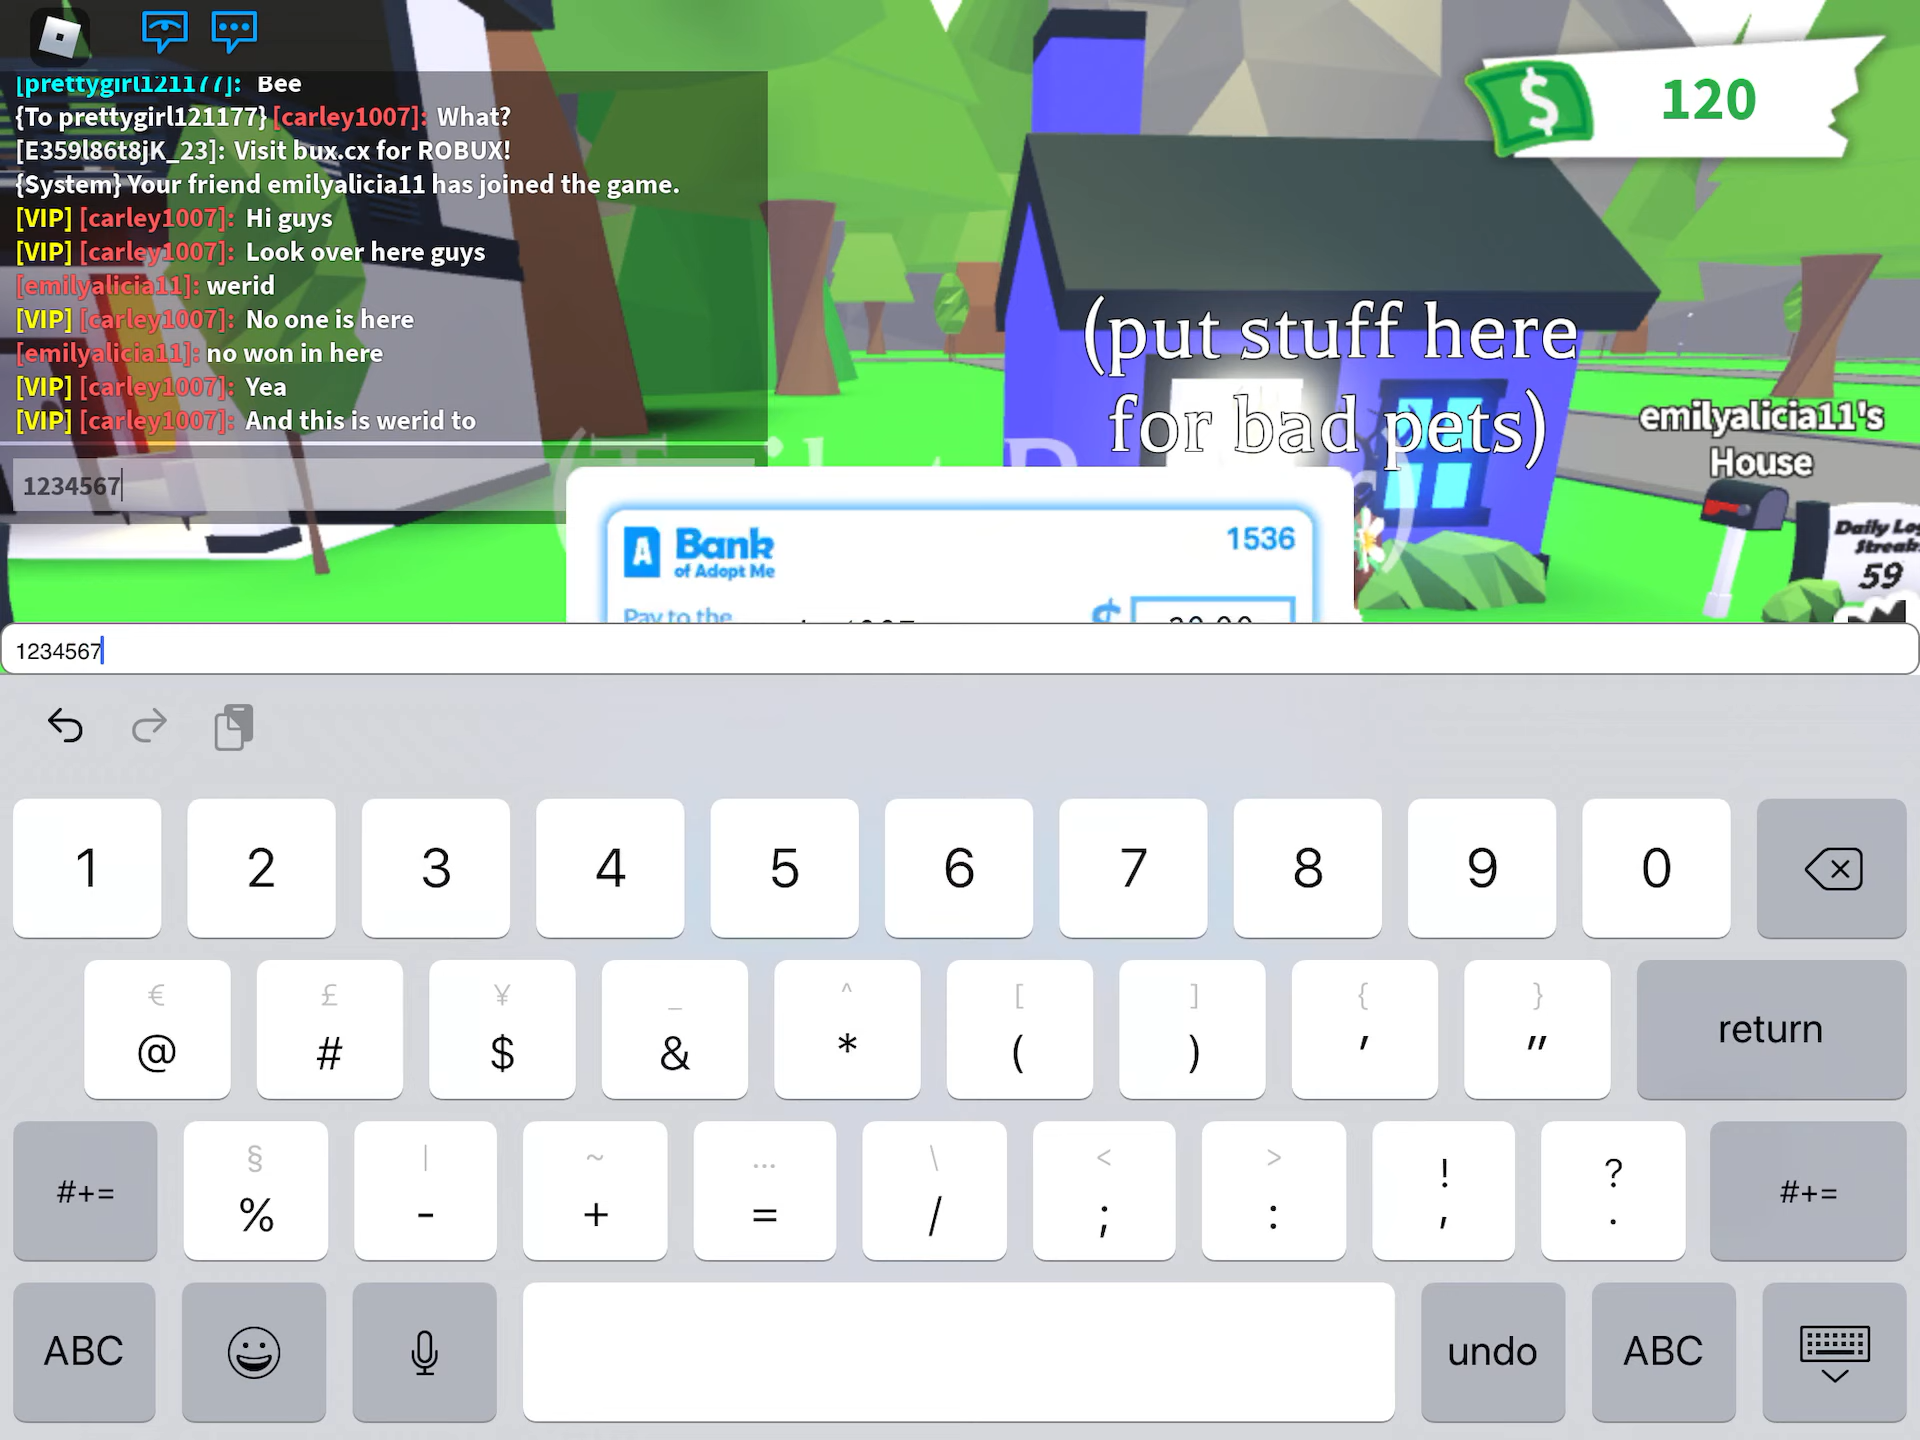 [prettygirl121177]: Bee
{To prettygirl121177} [carley1007]: What?
[E359l86t8jK_23]: Visit bux.cx for ROBUX!
{System} Your friend emilyalicia11 has joined the game.
[VIP] [carley1007]: Hi guys
[VIP] [carley1007]: Look over here guys
[emilyalicia11]: werid
[VIP] [carley1007]: No one is here
[emilyalicia11]: no won in here
[VIP] [carley1007]: Yea
[VIP] [carley1007]: And this is werid to
1234567
$ 120
(put stuff here
for bad pets)
emilyalicia11's
House
Daily Log
Streak
59
A Bank
of Adopt Me
1536
Pay to the
$
1234567
1 2 3 4 5 6 7 8 9 0
€ £ ¥ _ ^ [ ] { }
@ # $ & * ( ) ' "
return
§ | ~ … \ < > ! ?
#+= % - + = / ; : , . #+=
ABC undo ABC